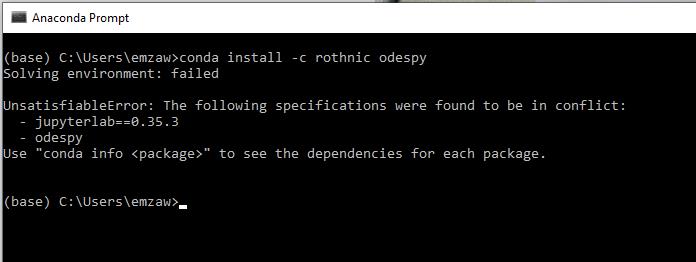 Anaconda Prompt
(base) C:\Users\emzaw>conda install -c rothnic odespy
Solving environment: failed
UnsatisfiableError: The following specifications were found to be in conflict:
  - jupyterlab==0.35.3
  - odespy
Use "conda info <package>" to see the dependencies for each package.
(base) C:\Users\emzaw>